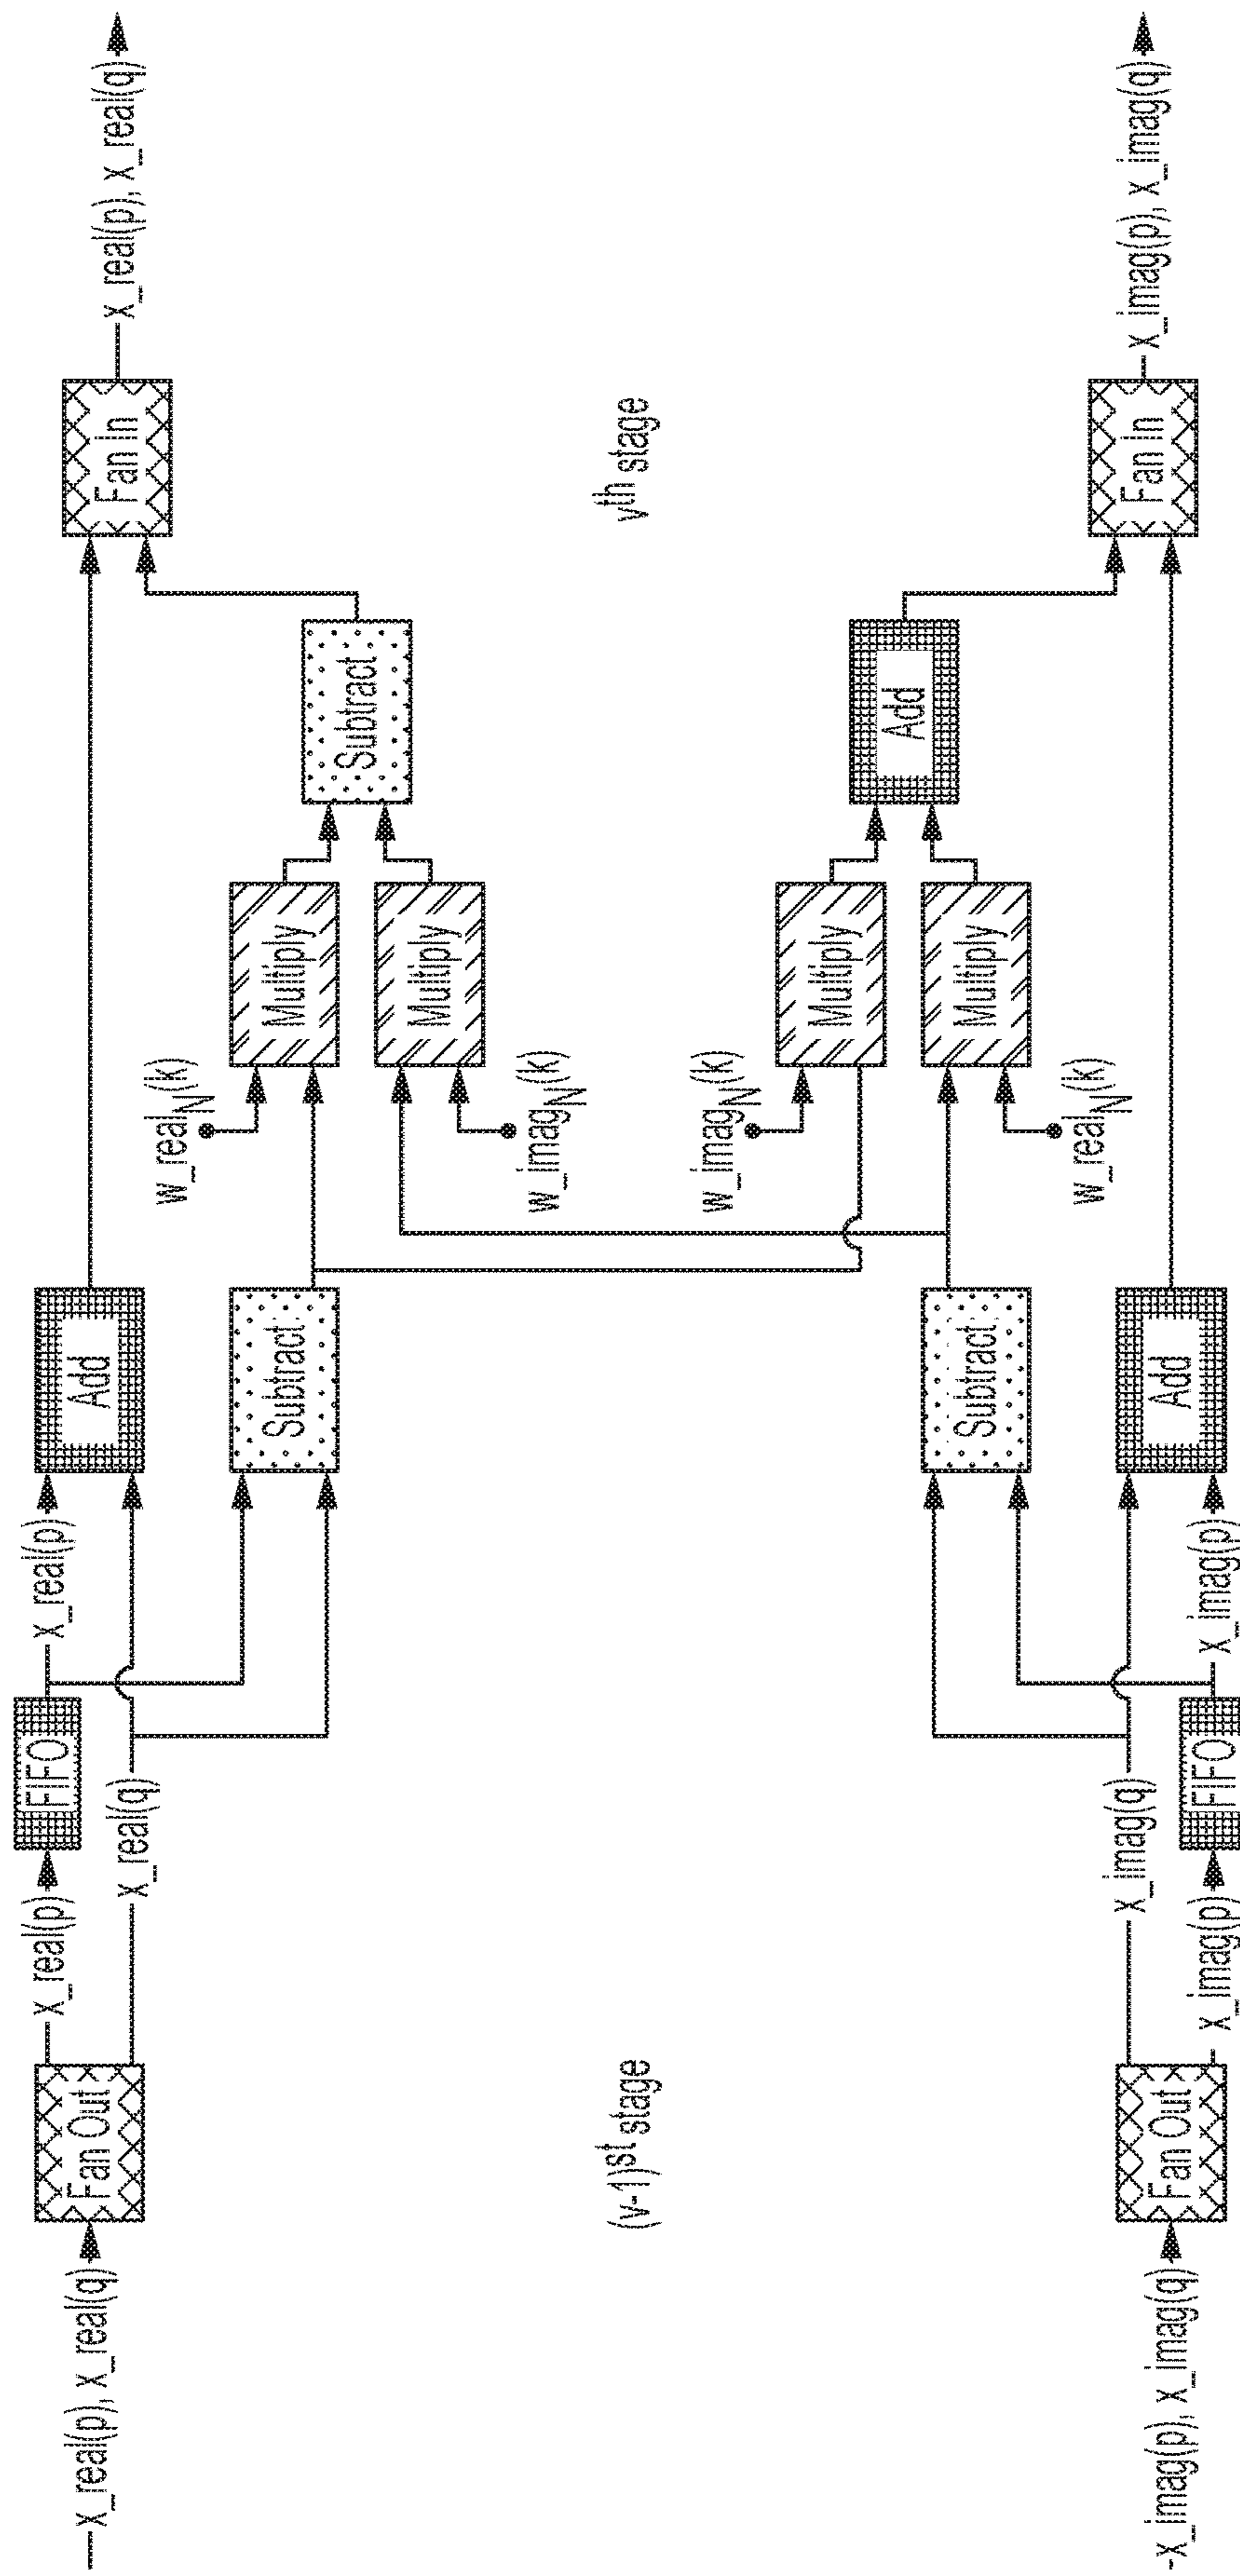 x_real(p), x_real(q)
Fan Out
x_real(p)
FIFO
x_real(p)
x_real(q)
Add
Subtract
w_real_N(k)
Multiply
Multiply
w_imag_N(k)
Subtract
Fan In
x_real(p), x_real(q)
(v-1)st stage
vth stage
w_imag_N(k)
Multiply
Multiply
w_real_N(k)
Add
Subtract
Add
x_imag(q)
x_imag(p)
FIFO
x_imag(p)
Fan Out
-x_imag(p), x_imag(q)
Fan In
x_imag(p), x_imag(q)